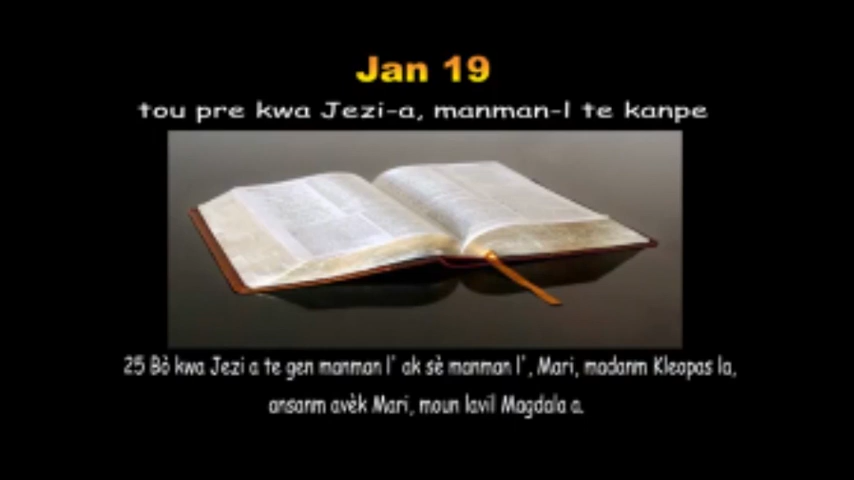 Jan 19
tou pre kwa Jezi-a, manman-l te kanpe
25 Bò kwa Jezi a te gen manman l' ak sè manman l', Mari, madanm Kleopas la,
ansanm avèk Mari, moun lavil Magdala a.